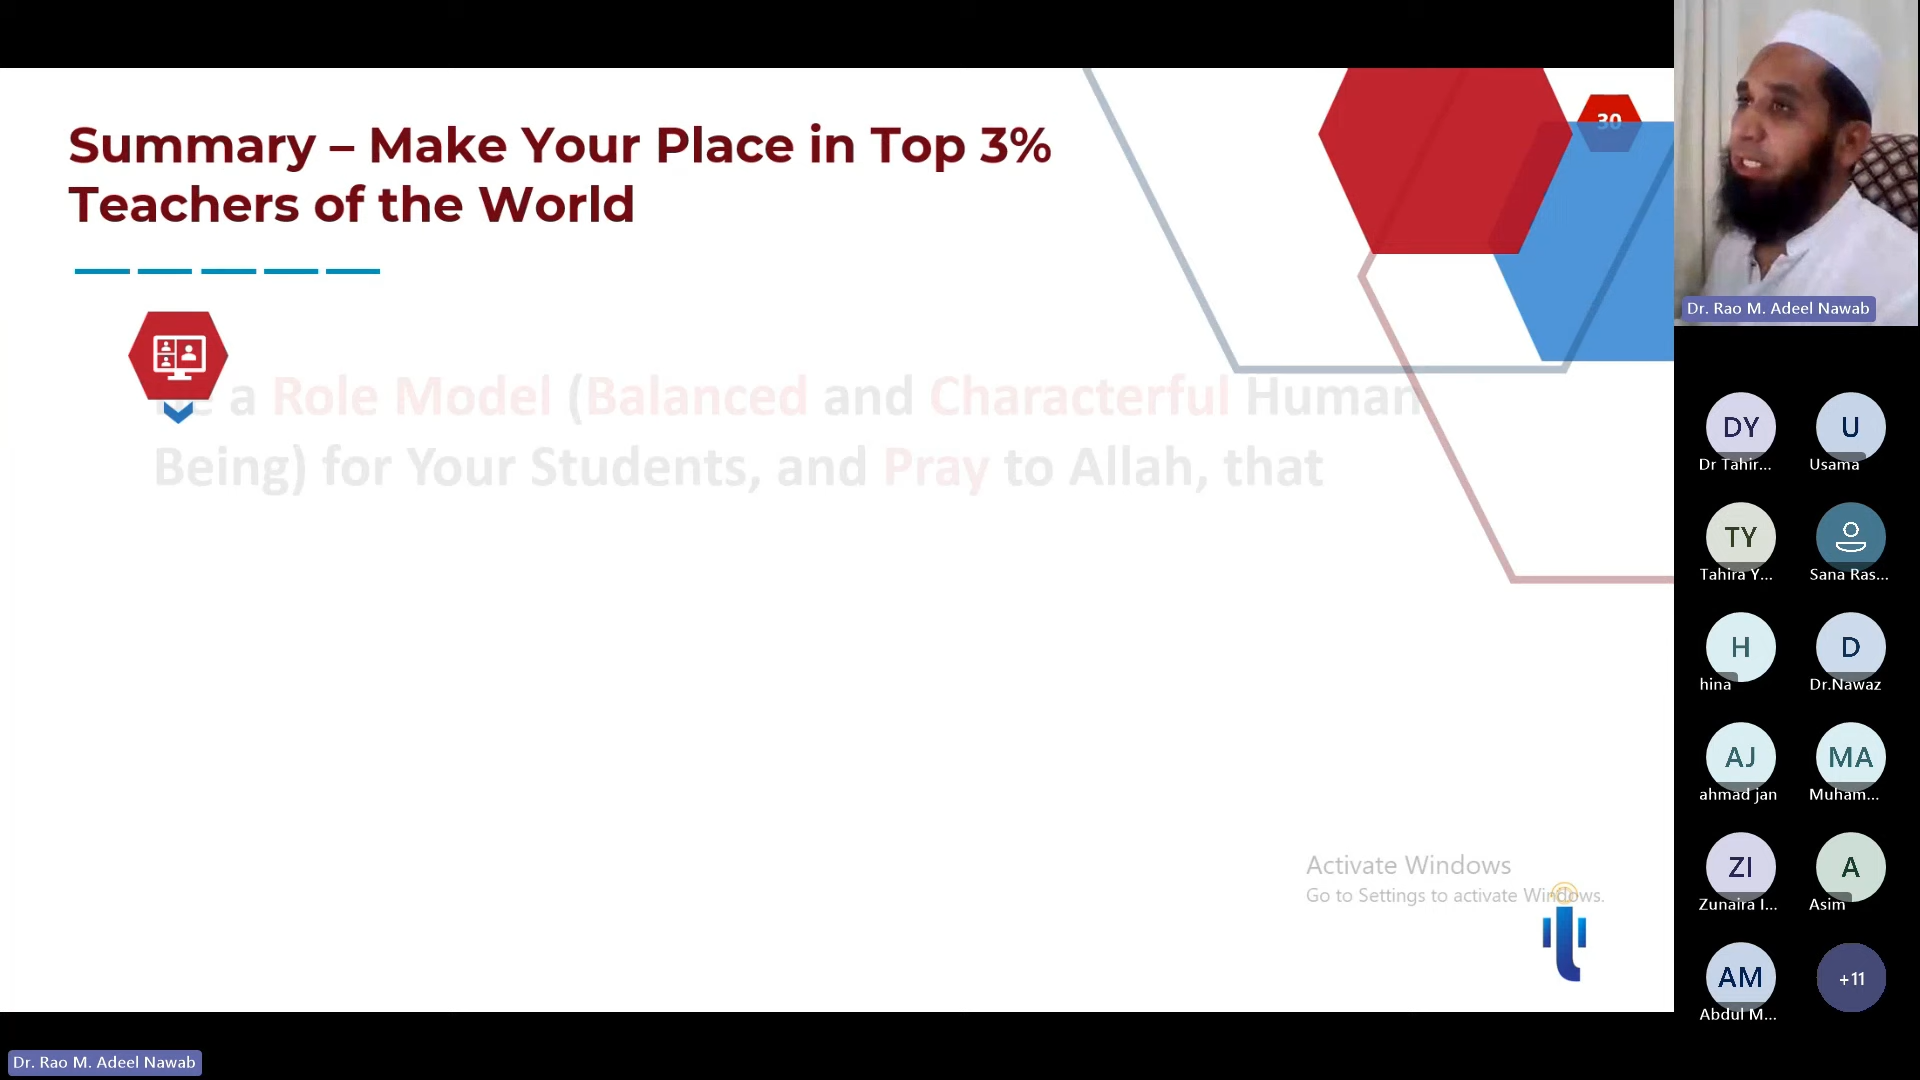 Summary – Make Your Place in Top 3%
Teachers of the World
30
a Role Model (Balanced and Characterful Human
Being) for Your Students, and Pray to Allah, that
Activate Windows
Go to Settings to activate Windows.
Dr. Rao M. Adeel Nawab
DY
Dr Tahir...
U
Usama
TY
Tahira Y...
Sana Ras...
H
hina
D
Dr.Nawaz
AJ
ahmad jan
MA
Muham...
ZI
Zunaira I...
A
Asim
AM
Abdul M...
+11
Dr. Rao M. Adeel Nawab